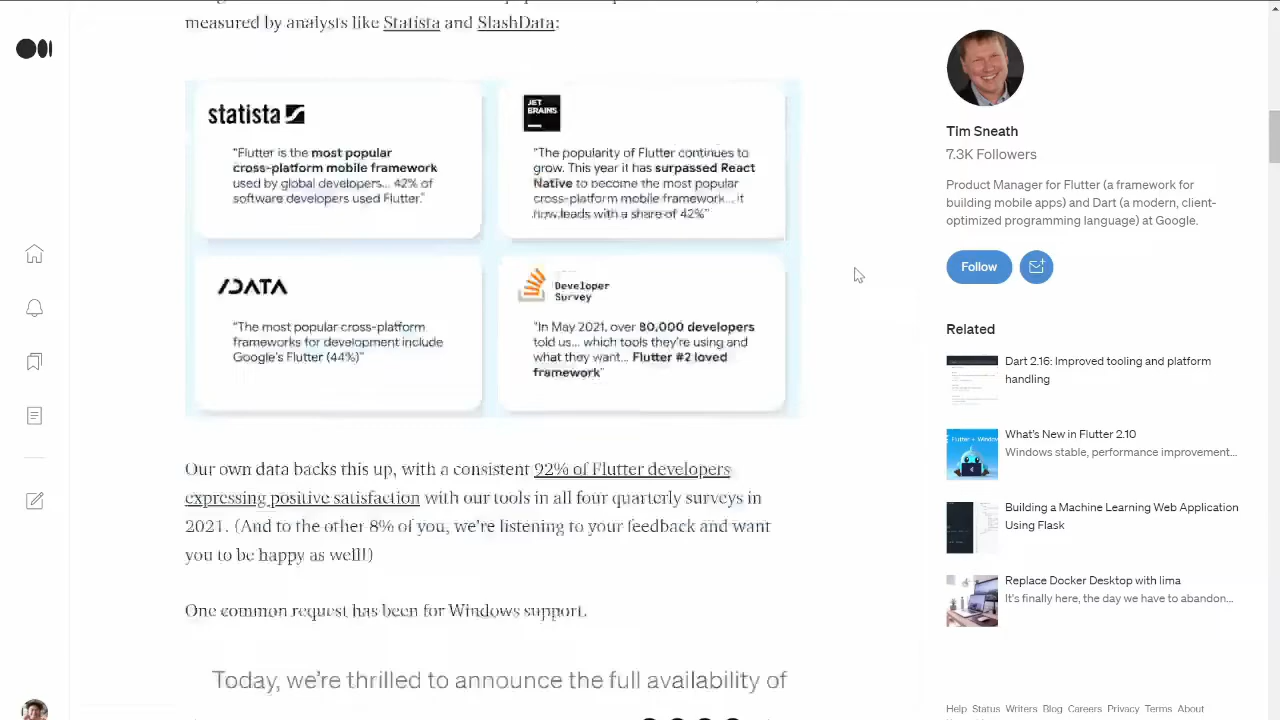 measured by analysts like Statista and SlashData:
statista
"Flutter is the most popular
cross-platform mobile framework
used by global developers... 42% of
software developers used Flutter."
JET
BRAINS
"The popularity of Flutter continues to
grow. This year it has surpassed React
Native to become the most popular
cross-platform mobile framework... it
now leads with a share of 42%"
/DATA
"The most popular cross-platform
frameworks for development include
Google's Flutter (44%)"
Developer
Survey
"In May 2021, over 80,000 developers
told us... which tools they're using and
what they want... Flutter #2 loved
framework"
Our own data backs this up, with a consistent 92% of Flutter developers
expressing positive satisfaction with our tools in all four quarterly surveys in
2021. (And to the other 8% of you, we're listening to your feedback and want
you to be happy as well!)
One common request has been for Windows support.
Today, we're thrilled to announce the full availability of
Tim Sneath
7.3K Followers
Product Manager for Flutter (a framework for
building mobile apps) and Dart (a modern, client-
optimized programming language) at Google.
Follow
Related
Dart 2.16: Improved tooling and platform
handling
What's New in Flutter 2.10
Windows stable, performance improvement...
Flutter + Window
Building a Machine Learning Web Application
Using Flask
Replace Docker Desktop with lima
It's finally here, the day we have to abandon...
Help Status Writers Blog Careers Privacy Terms About